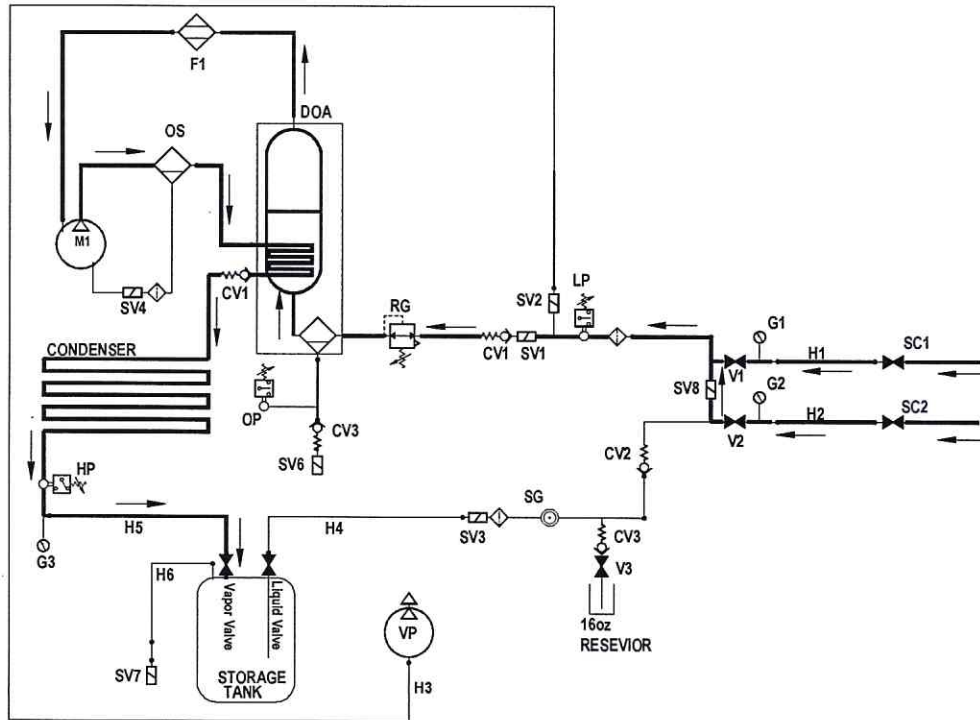 F1
DOA
OS
M1
SV4
CV1
RG
CV1
SV1
SV2
LP
G1
H1
SC1
V1
G2
SV8
H2
SC2
V2
CONDENSER
OP
CV3
SV6
CV2
HP
H5
G3
H4
SG
SV3
CV3
V3
H6
Vapor Valve
Liquid Valve
16oz
RESEVIOR
VP
SV7
STORAGE
TANK
H3